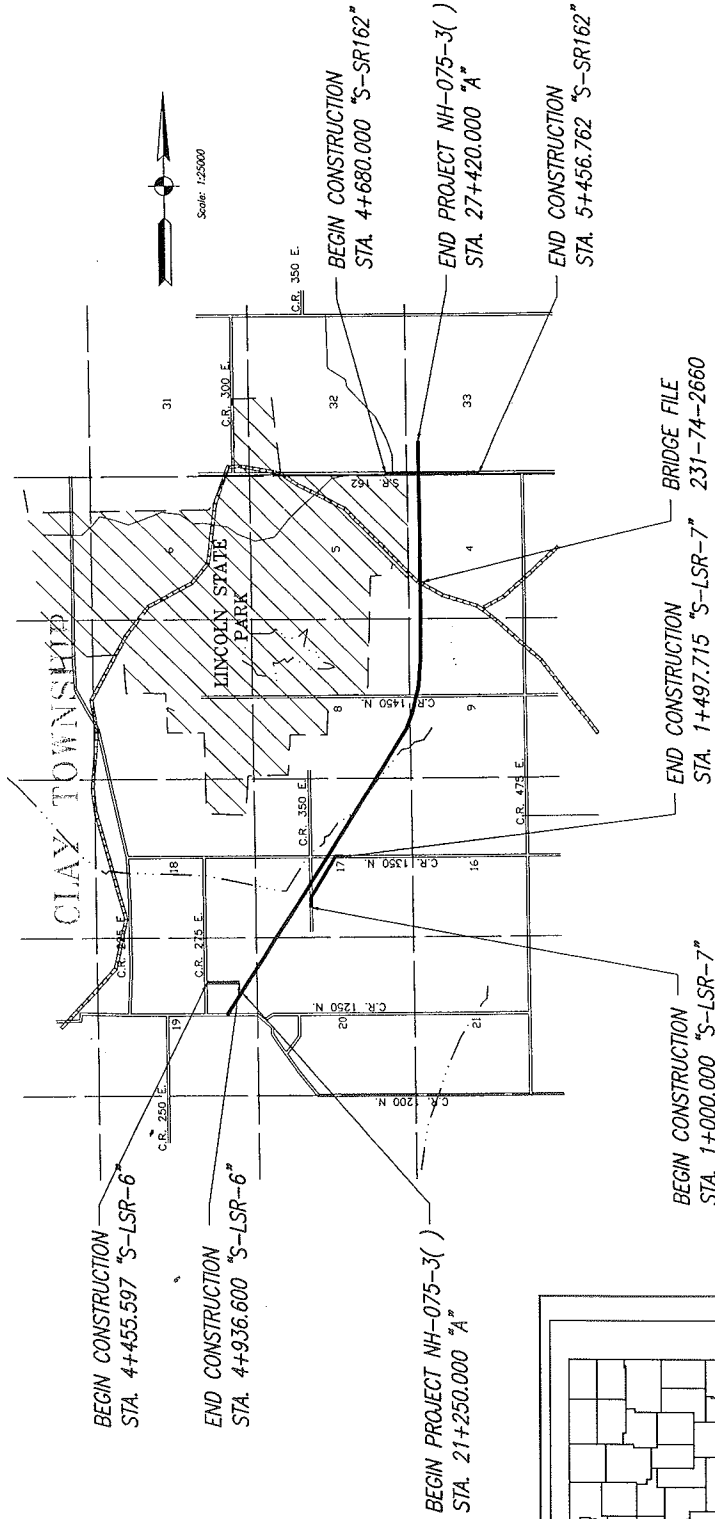 BEGIN CONSTRUCTION
STA. 4+455.597 "S-LSR-6"
END CONSTRUCTION
STA. 4+936.600 "S-LSR-6"
BEGIN PROJECT NH-075-3( )
STA. 21+250.000 "A"
CLAY TOWNSHIP
LINCOLN STATE
PARK
Scale: 1:25000
BEGIN CONSTRUCTION
STA. 4+680.000 "S-SR162"
END PROJECT NH-075-3( )
STA. 27+420.000 "A"
END CONSTRUCTION
STA. 5+456.762 "S-SR162"
BRIDGE FILE
231-74-2660
END CONSTRUCTION
STA. 1+497.715 "S-LSR-7"
BEGIN CONSTRUCTION
STA. 1+000.000 "S-LSR-7"
C.R. 250 E.
C.R. 275 E.
C.R. 300 E.
C.R. 350 E.
C.R. 350 E.
C.R. 475 E.
C.R. 1200 N.
C.R. 1250 N.
C.R. 1350 N.
C.R. 1450 N.
S.R. 162
31
32
33
6
5
4
8
9
18
17
16
19
20
21